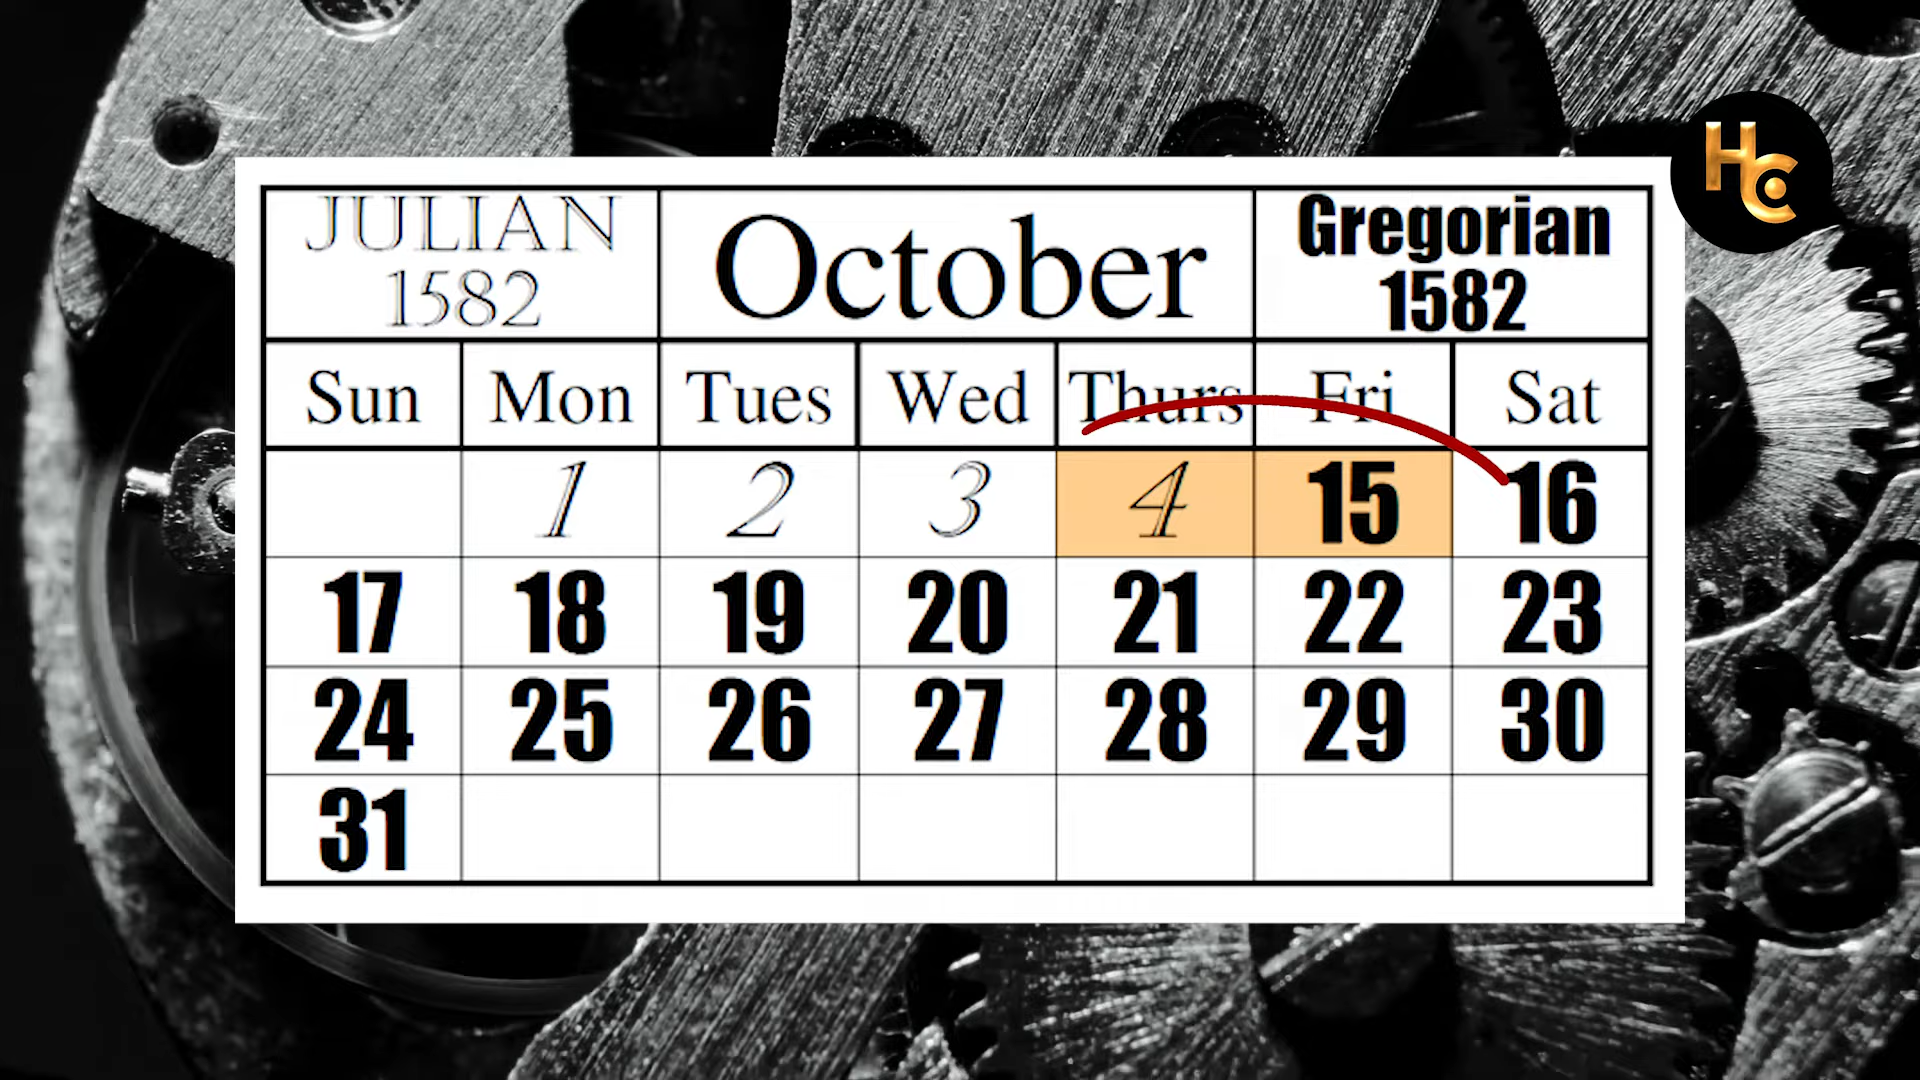 JULIAN
1582
October
Gregorian
1582
Sun Mon Tues Wed Thurs Fri Sat
1 2 3 4 15 16
17 18 19 20 21 22 23
24 25 26 27 28 29 30
31
HC